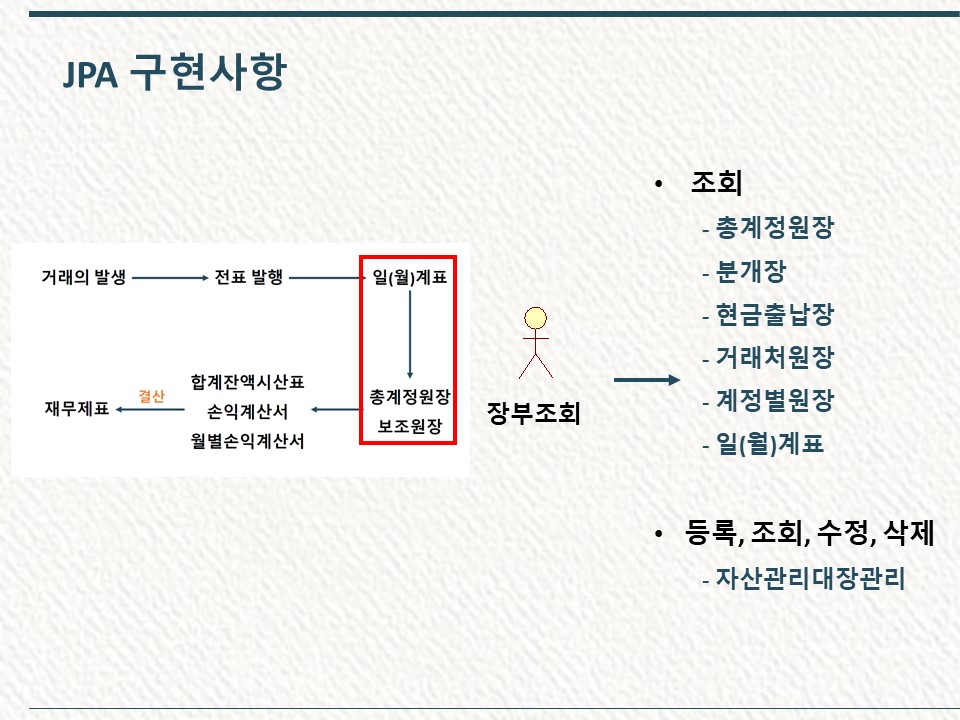 JPA 구현사항
거래의 발생
전표 발행
일(월)계표
총계정원장
보조원장
합계잔액시산표
손익계산서
월별손익계산서
결산
재무제표
장부조회
• 조회
- 총계정원장
- 분개장
- 현금출납장
- 거래처원장
- 계정별원장
- 일(월)계표
• 등록, 조회, 수정, 삭제
- 자산관리대장관리